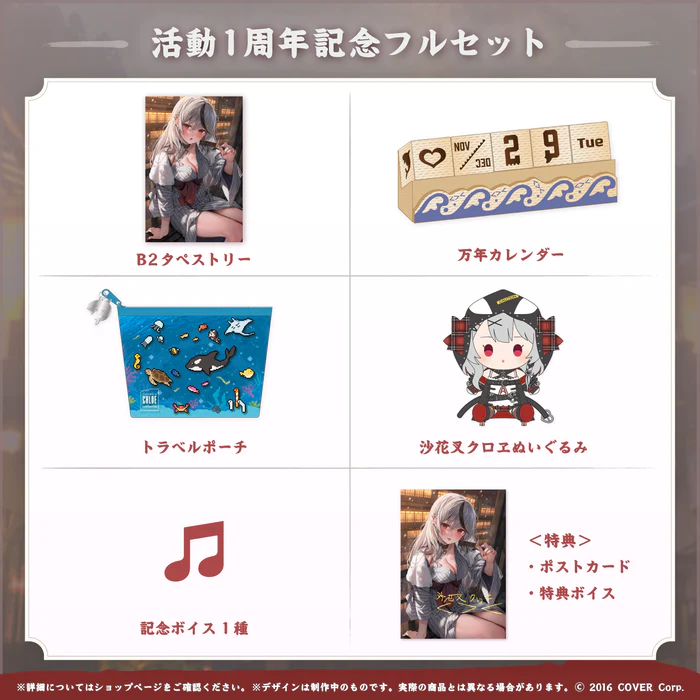 活動1周年記念フルセット
B2タペストリー
NOV
DEC
2
9
Tue
万年カレンダー
CHLOE
トラベルポーチ
沙花叉クロヱぬいぐるみ
記念ボイス1種
＜特典＞
・ポストカード
・特典ボイス
※詳細についてはショップページをご確認ください。※デザインは制作中のものです。実際の商品とは異なる場合があります。© 2016 COVER Corp.